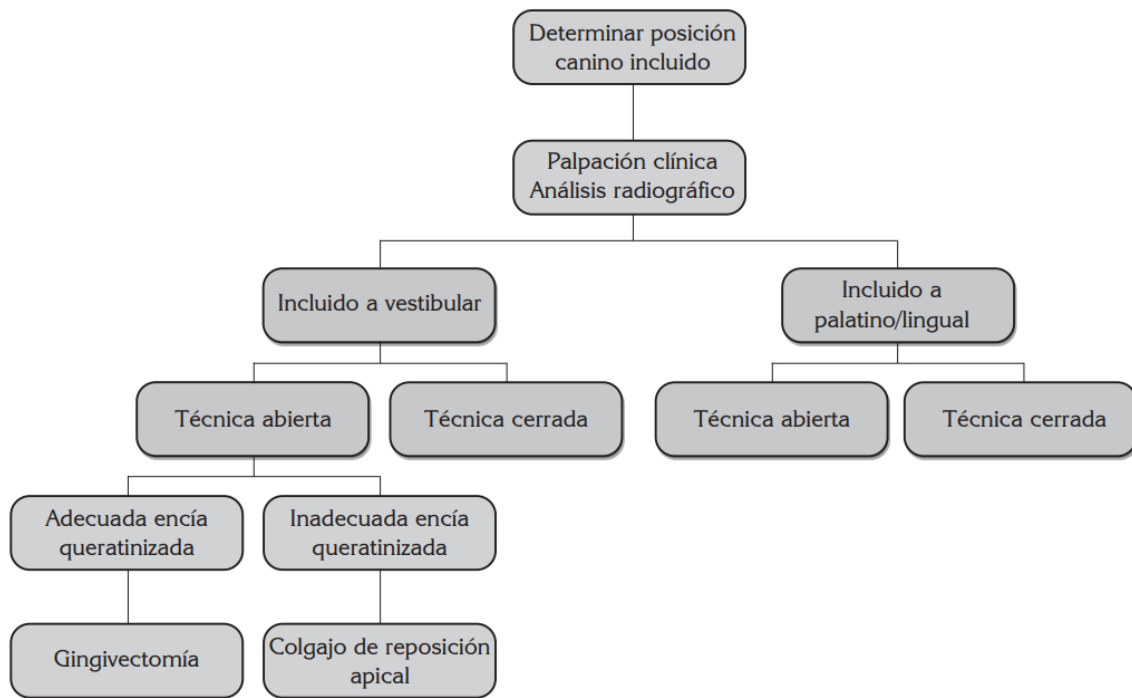 Determinar posición
canino incluido
Palpación clínica
Análisis radiográfico
Incluido a vestibular
Incluido a
palatino/lingual
Técnica abierta
Técnica cerrada
Técnica abierta
Técnica cerrada
Adecuada encía
queratinizada
Inadecuada encía
queratinizada
Gingivectomía
Colgajo de reposición
apical